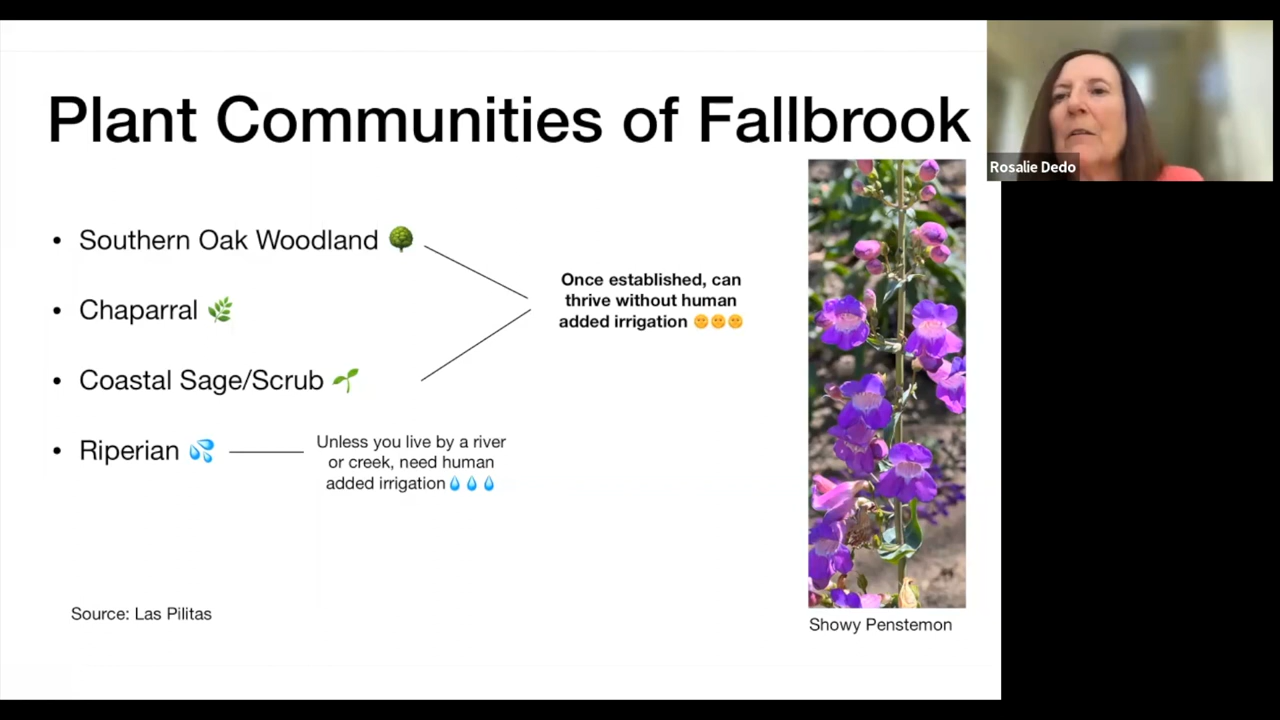 Plant Communities of Fallbrook
Rosalie Dedo
• Southern Oak Woodland
• Chaparral
• Coastal Sage/Scrub
• Riperian
Once established, can
thrive without human
added irrigation
Unless you live by a river
or creek, need human
added irrigation
Source: Las Pilitas
Showy Penstemon